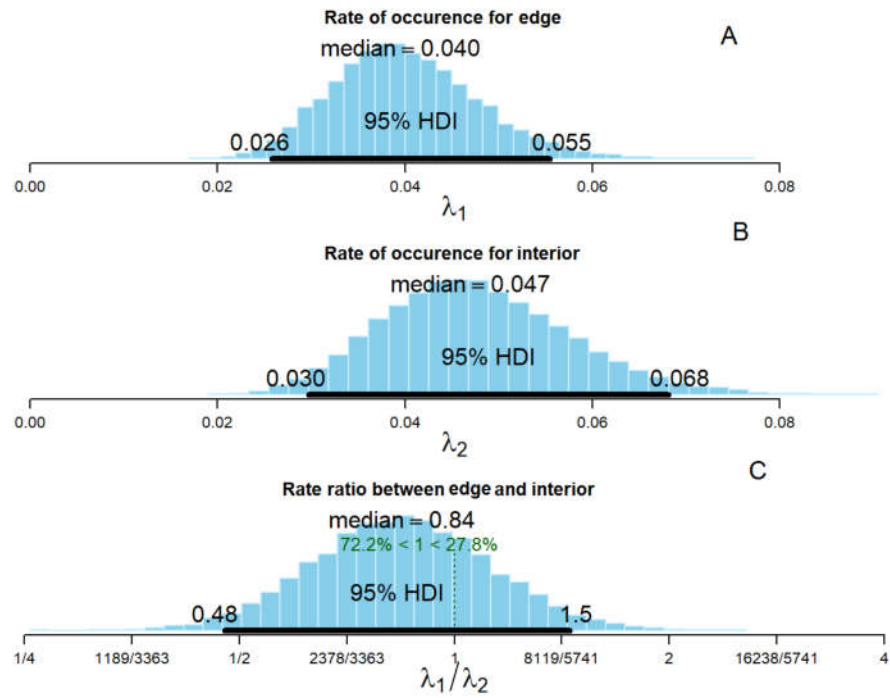 Rate of occurence for edge
A
median = 0.040
95% HDI
0.026 0.055
0.00 0.02 0.04 0.06 0.08
λ1
B
Rate of occurence for interior
median = 0.047
95% HDI
0.030 0.068
0.00 0.02 0.04 0.06 0.08
λ2
C
Rate ratio between edge and interior
median = 0.84
72.2% < 1 < 27.8%
95% HDI
0.48 1.5
1/4 1189/3363 1/2 2378/3363 1 8119/5741 2 16238/5741 4
λ1/λ2